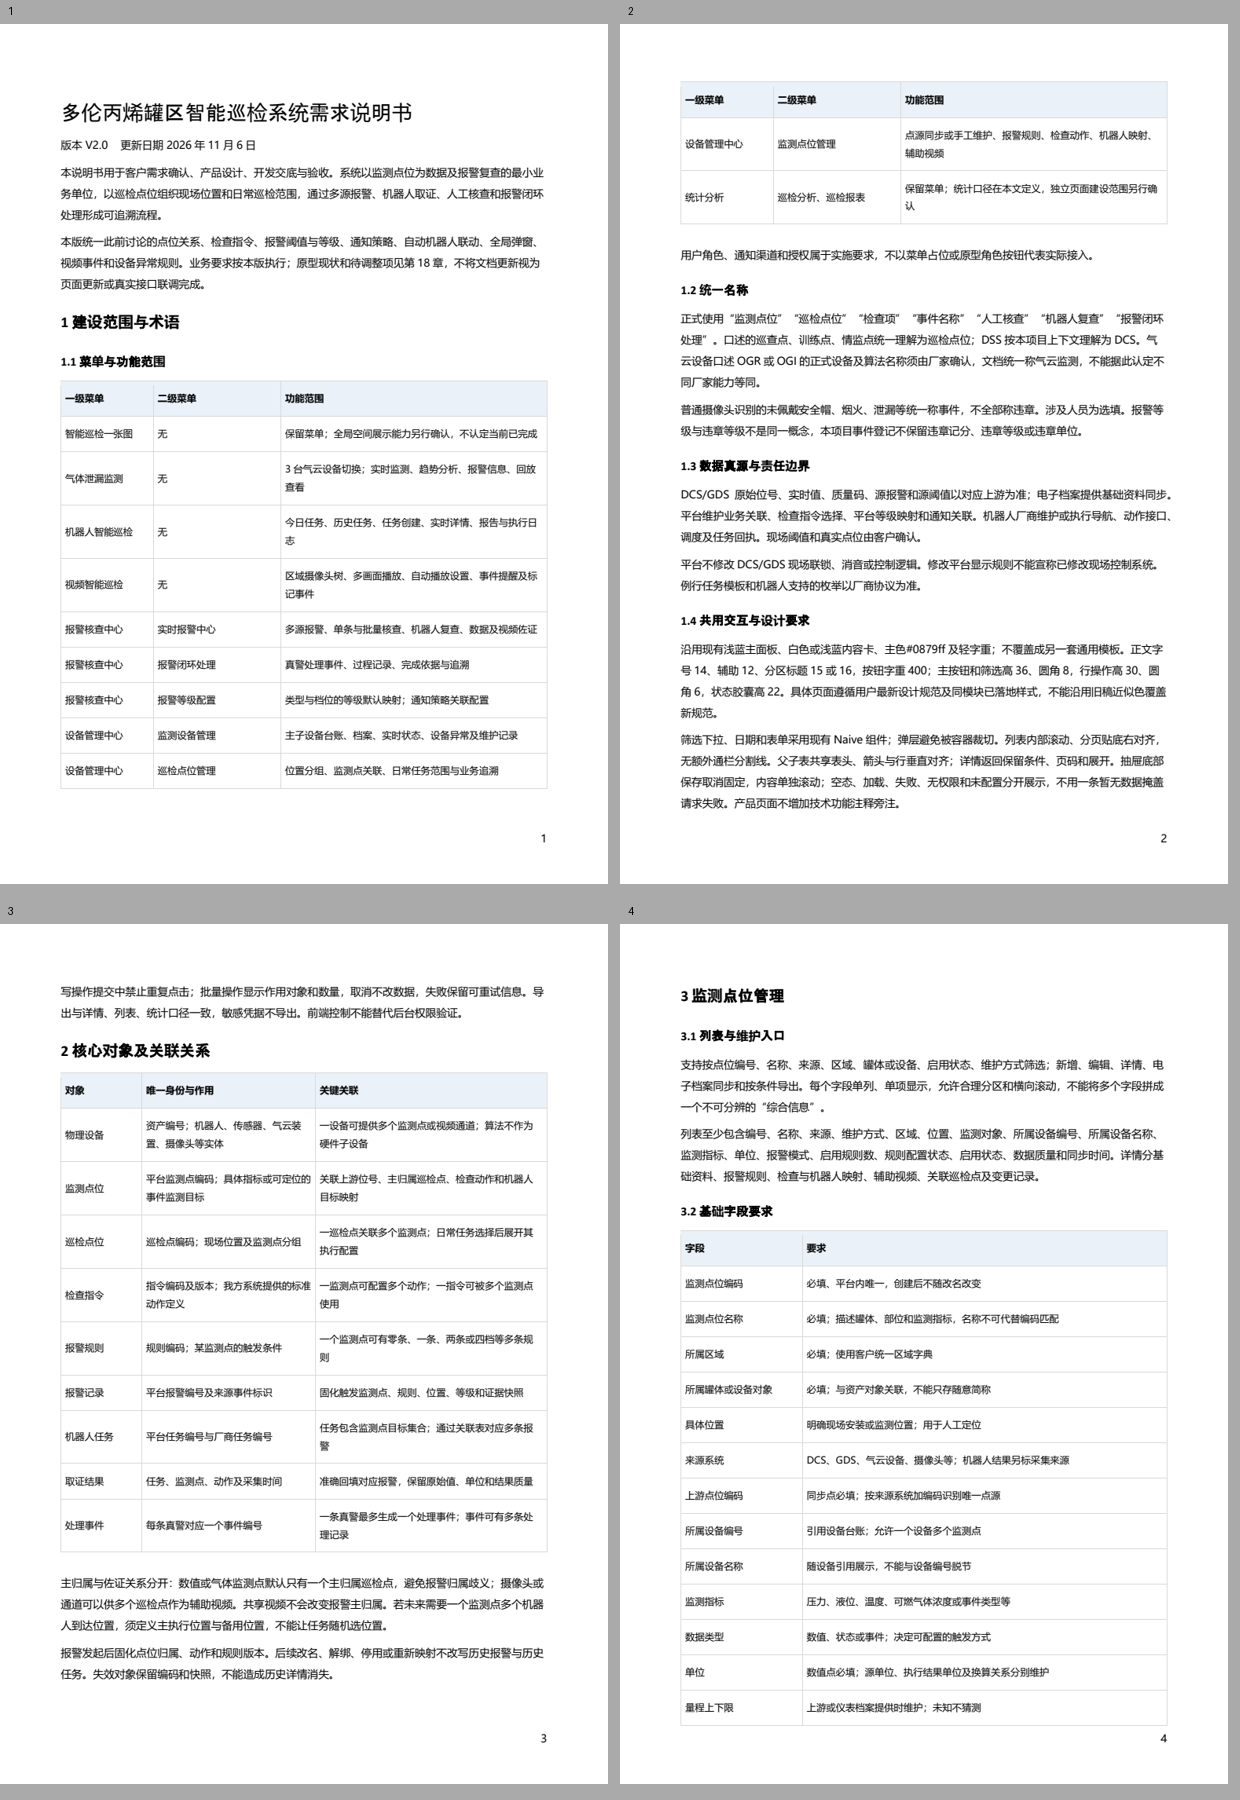 1
多伦丙烯罐区智能巡检系统需求说明书
版本 V2.0 更新日期 2026 年 11 月 6 日
本说明书用于客户需求确认、产品设计、开发交底与验收。系统以监测点位为数据及报警复查的最小业
务单位，以巡检点位组织现场位置和日常巡检范围，通过多源报警、机器人取证、人工核查和报警闭环
处理形成可追溯流程。
本版统一此前讨论的点位关系、检查指令、报警阈值与等级、通知策略、自动机器人联动、全局弹窗、
视频事件和设备异常规则。业务要求按本版执行；原型现状和待调整项见第 18 章，不将文档更新视为
页面更新或真实接口联调完成。
1 建设范围与术语
1.1 菜单与功能范围
一级菜单 二级菜单 功能范围
智能巡检一张图 无 保留菜单；全局空间展示能力另行确认，不认定当前已完成
气体泄漏监测 无 3 台气云设备切换；实时监测、趋势分析、报警信息、回放
查看
机器人智能巡检 无 今日任务、历史任务、任务创建、实时详情、报告与执行日
志
视频智能巡检 无 区域摄像头树、多画面播放、自动播放设置、事件提醒及标
记事件
报警核查中心 实时报警中心 多源报警、单条与批量核查、机器人复查、数据及视频佐证
报警核查中心 报警闭环处理 真警处理事件、过程记录、完成依据与追溯
报警核查中心 报警等级配置 类型与档位的等级默认映射；通知策略关联配置
设备管理中心 监测设备管理 主子设备台账、档案、实时状态、设备异常及维护记录
设备管理中心 巡检点位管理 位置分组、监测点关联、日常任务范围与业务追溯
1
2
一级菜单 二级菜单 功能范围
设备管理中心 监测点位管理 点源同步或手工维护、报警规则、检查动作、机器人映射、
辅助视频
统计分析 巡检分析、巡检报表 保留菜单；统计口径在本文定义，独立页面建设范围另行确
认
用户角色、通知渠道和授权属于实施要求，不以菜单占位或原型角色按钮代表实际接入。
1.2 统一名称
正式使用“监测点位”“巡检点位”“检查项”“事件名称”“人工核查”“机器人复查”“报警闭环
处理”。口述的巡查点、训练点、情监点统一理解为巡检点位；DSS 按本项目上下文理解为 DCS。气
云设备口述 OGR 或 OGI 的正式设备及算法名称须由厂家确认，文档统一称气云监测，不能据此认定不
同厂家能力等同。
普通摄像头识别的未佩戴安全帽、烟火、泄漏等统一称事件，不全部称违章。涉及人员为选填。报警等
级与违章等级不是同一概念，本项目事件登记不保留违章记分、违章等级或违章单位。
1.3 数据真源与责任边界
DCS/GDS 原始位号、实时值、质量码、源报警和源阈值以对应上游为准；电子档案提供基础资料同步。
平台维护业务关联、检查指令选择、平台等级映射和通知关联。机器人厂商维护或执行导航、动作接口、
调度及任务回执。现场阈值和真实点位由客户确认。
平台不修改 DCS/GDS 现场联锁、消音或控制逻辑。修改平台显示规则不能宣称已修改现场控制系统。
例行任务模板和机器人支持的枚举以厂商协议为准。
1.4 共用交互与设计要求
沿用现有浅蓝主面板、白色或浅蓝内容卡、主色#0879ff 及轻字重；不覆盖成另一套通用模板。正文字
号 14、辅助 12、分区标题 15 或 16，按钮字重 400；主按钮和筛选高 36、圆角 8，行操作高 30、圆
角 6，状态胶囊高 22。具体页面遵循用户最新设计规范及同模块已落地样式，不能沿用旧稿近似色覆盖
新规范。
筛选下拉、日期和表单采用现有 Naive 组件；弹层避免被容器裁切。列表内部滚动、分页贴底右对齐，
无额外通栏分割线。父子表共享表头、箭头与行垂直对齐；详情返回保留条件、页码和展开。抽屉底部
保存取消固定，内容单独滚动；空态、加载、失败、无权限和未配置分开展示，不用一条暂无数据掩盖
请求失败。产品页面不增加技术功能注释旁注。
2
3
写操作提交中禁止重复点击；批量操作显示作用对象和数量，取消不改数据，失败保留可重试信息。导
出与详情、列表、统计口径一致，敏感凭据不导出。前端控制不能替代后台权限验证。
2 核心对象及关联关系
对象 唯一身份与作用 关键关联
物理设备 资产编号；机器人、传感器、气云装
置、摄像头等实体 一设备可提供多个监测点或视频通道；算法不作为
硬件子设备
监测点位 平台监测点编码；具体指标或可定位的
事件监测目标 关联上游位号、主归属巡检点、检查动作和机器人
目标映射
巡检点位 巡检点编码；现场位置及监测点分组 一巡检点关联多个监测点；日常任务选择后展开其
执行配置
检查指令 指令编码及版本；我方系统提供的标准
动作定义 一监测点可配置多个动作；一指令可被多个监测点
使用
报警规则 规则编码；某监测点的触发条件 一个监测点可有零条、一条、两条或四档等多条规
则
报警记录 平台报警编号及来源事件标识 固化触发监测点、规则、位置、等级和证据快照
机器人任务 平台任务编号与厂商任务编号 任务包含监测点目标集合；通过关联表对应多条报
警
取证结果 任务、监测点、动作及采集时间 准确回填对应报警，保留原始值、单位和结果质量
处理事件 每条真警对应一个事件编号 一条真警最多生成一个处理事件；事件可有多条处
理记录
主归属与佐证关系分开：数值或气体监测点默认只有一个主归属巡检点，避免报警归属歧义；摄像头或
通道可以供多个巡检点作为辅助视频。共享视频不会改变报警主归属。若未来需要一个监测点多个机器
人到达位置，须定义主执行位置与备用位置，不能让任务随机选位置。
报警发起后固化点位归属、动作和规则版本。后续改名、解绑、停用或重新映射不改写历史报警与历史
任务。失效对象保留编码和快照，不能造成历史详情消失。
3
4
3 监测点位管理
3.1 列表与维护入口
支持按点位编号、名称、来源、区域、罐体或设备、启用状态、维护方式筛选；新增、编辑、详情、电
子档案同步和按条件导出。每个字段单列、单项显示，允许合理分区和横向滚动，不能将多个字段拼成
一个不可分辨的“综合信息”。
列表至少包含编号、名称、来源、维护方式、区域、位置、监测对象、所属设备编号、所属设备名称、
监测指标、单位、报警模式、启用规则数、规则配置状态、启用状态、数据质量和同步时间。详情分基
础资料、报警规则、检查与机器人映射、辅助视频、关联巡检点及变更记录。
3.2 基础字段要求
字段 要求
监测点位编码 必填、平台内唯一，创建后不随改名改变
监测点位名称 必填；描述罐体、部位和监测指标，名称不可代替编码匹配
所属区域 必填；使用客户统一区域字典
所属罐体或设备对象 必填；与资产对象关联，不能只存随意简称
具体位置 明确现场安装或监测位置；用于人工定位
来源系统 DCS、GDS、气云设备、摄像头等；机器人结果另标采集来源
上游点位编码 同步点必填；按来源系统加编码识别唯一点源
所属设备编号 引用设备台账；允许一个设备多个监测点
所属设备名称 随设备引用展示，不能与设备编号脱节
监测指标 压力、液位、温度、可燃气体浓度或事件类型等
数据类型 数值、状态或事件；决定可配置的触发方式
单位 数值点必填；源单位、执行结果单位及换算关系分别维护
量程上下限 上游或仪表档案提供时维护；未知不猜测
4